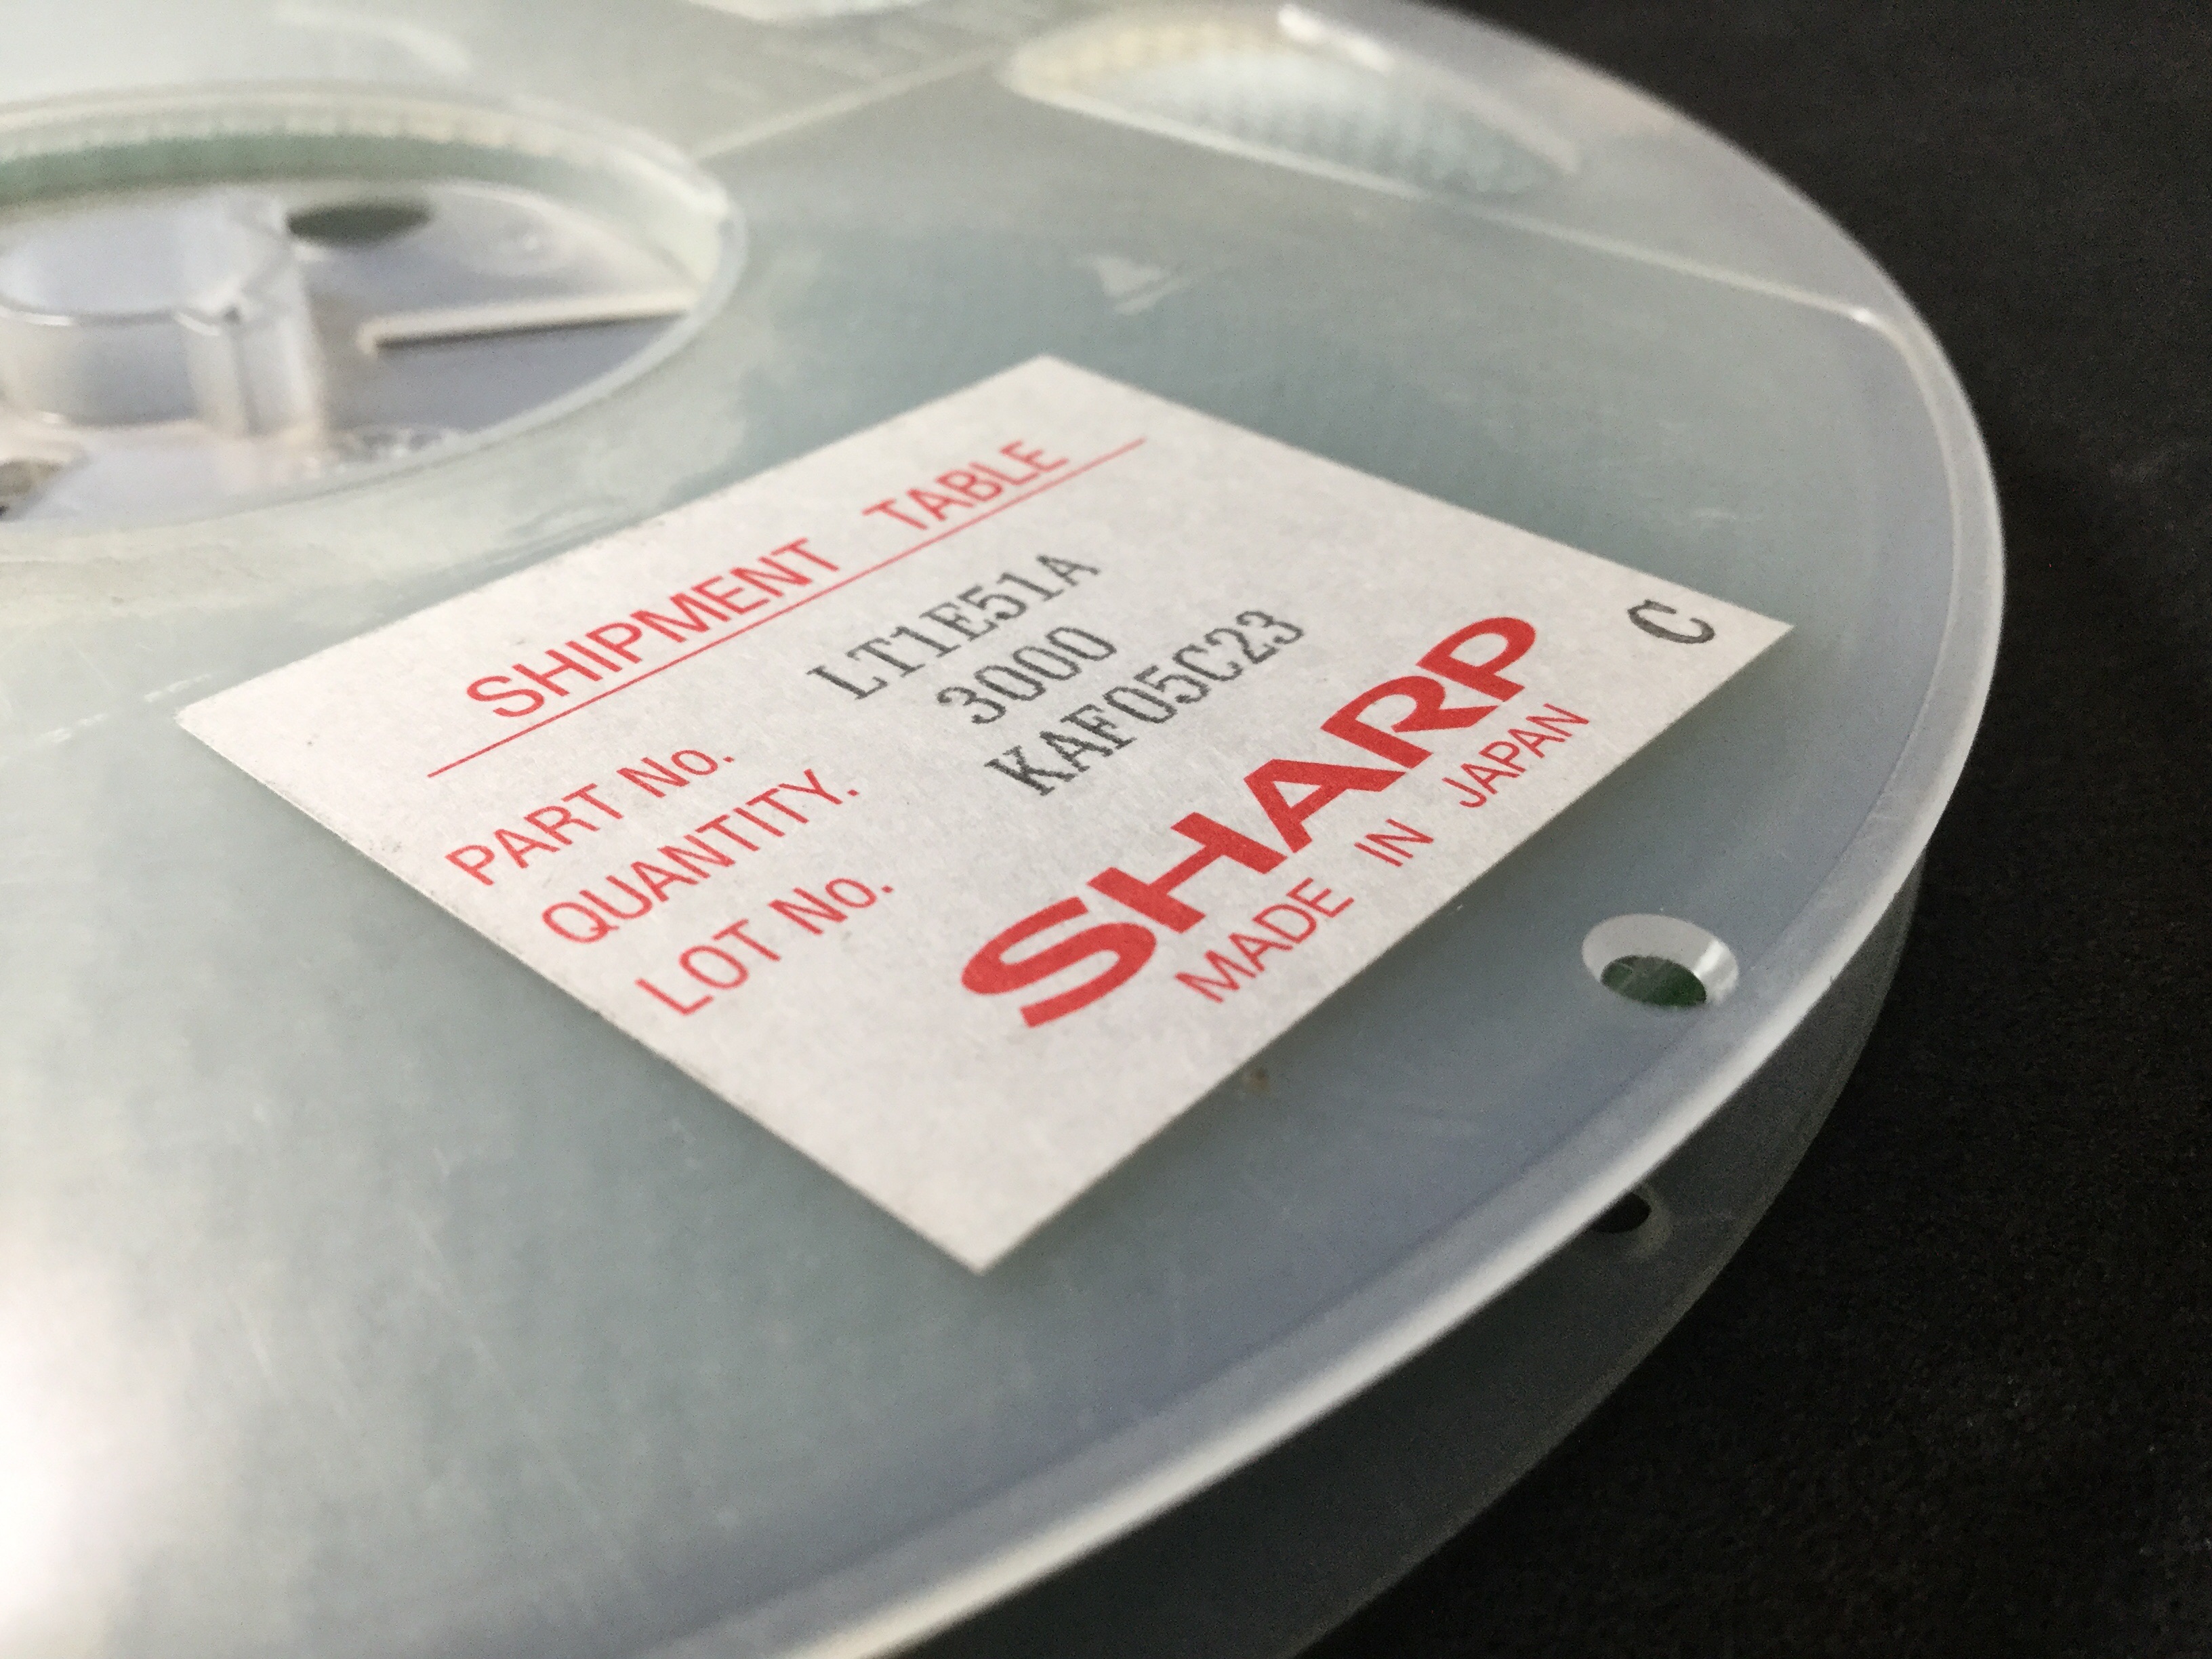 SHIPMENT TABLE
PART No. LT1E51A
QUANTITY. 3000
LOT No. KAF05C23
SHARP
MADE IN JAPAN
C